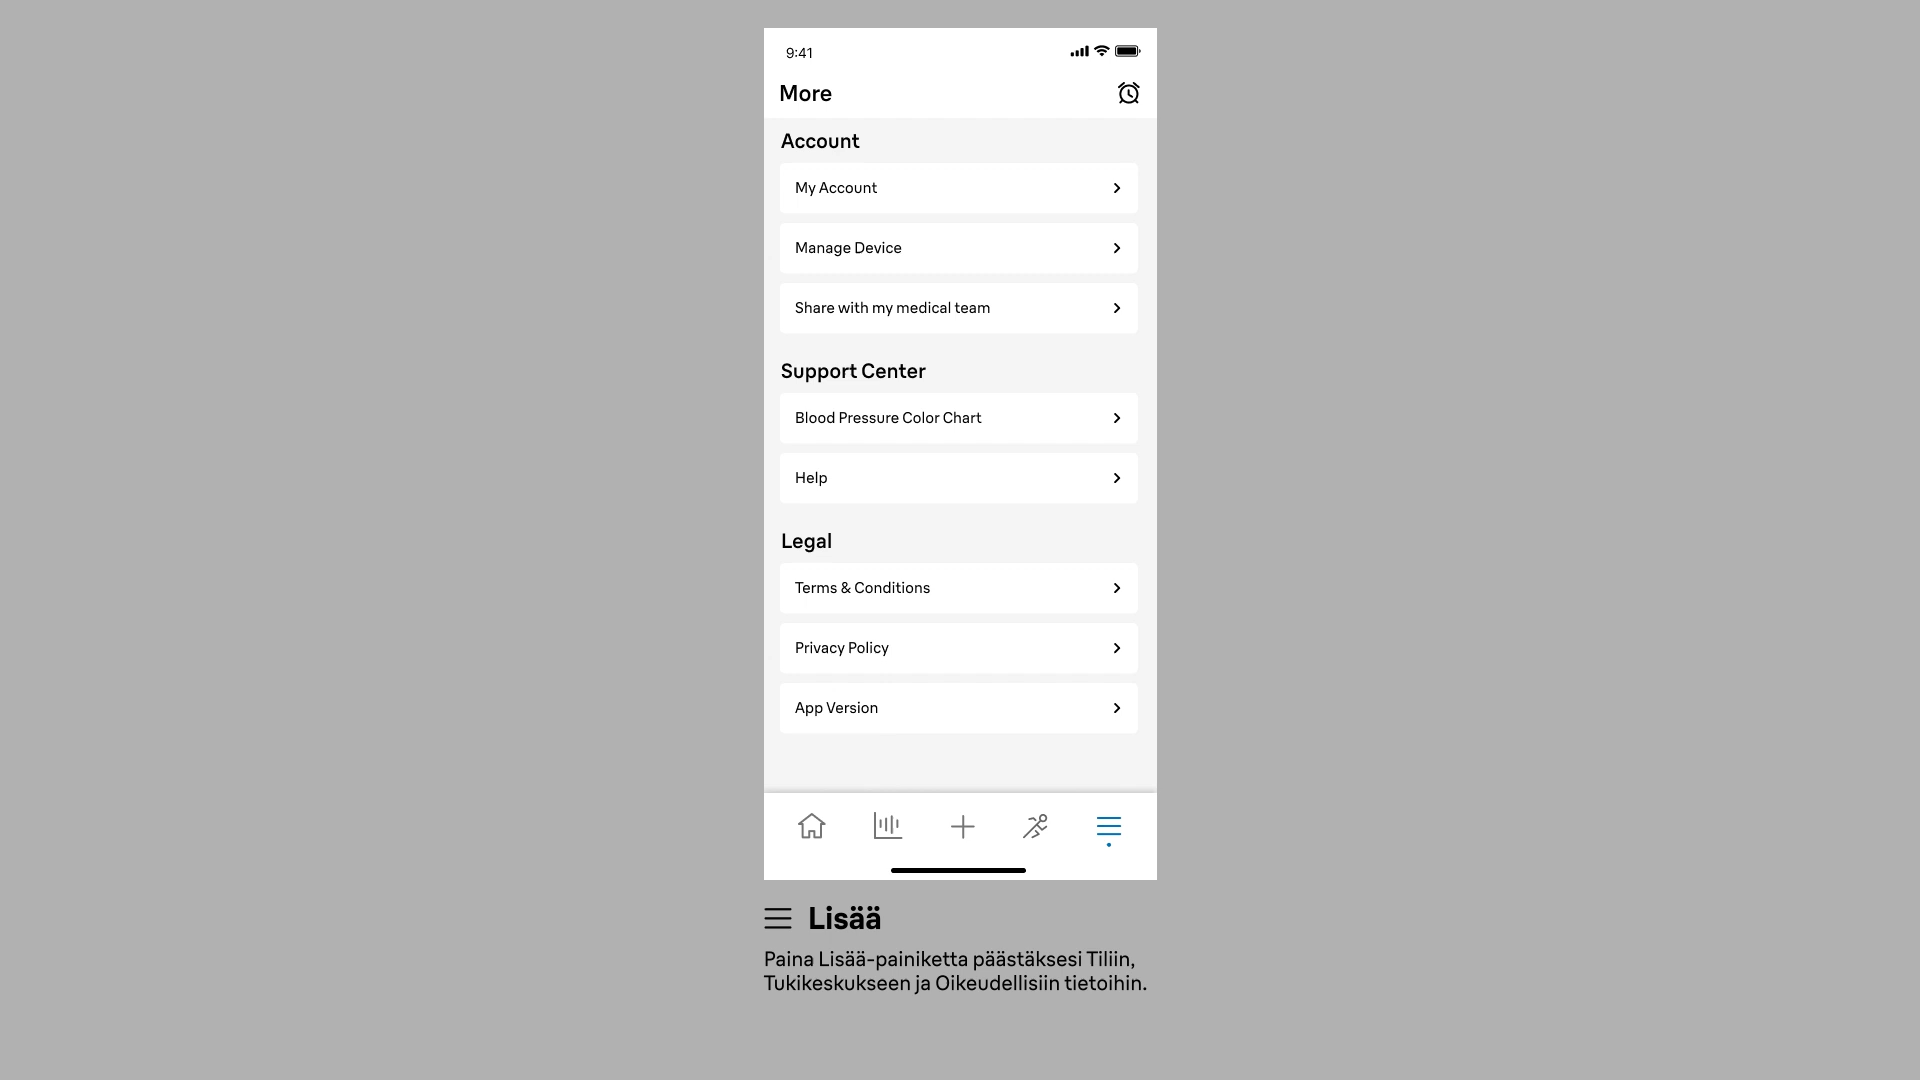 9:41
More
Account
My Account
Manage Device
Share with my medical team
Support Center
Blood Pressure Color Chart
Help
Legal
Terms & Conditions
Privacy Policy
App Version
Lisää
Paina Lisää-painiketta päästäksesi Tiliin,
Tukikeskukseen ja Oikeudellisiin tietoihin.